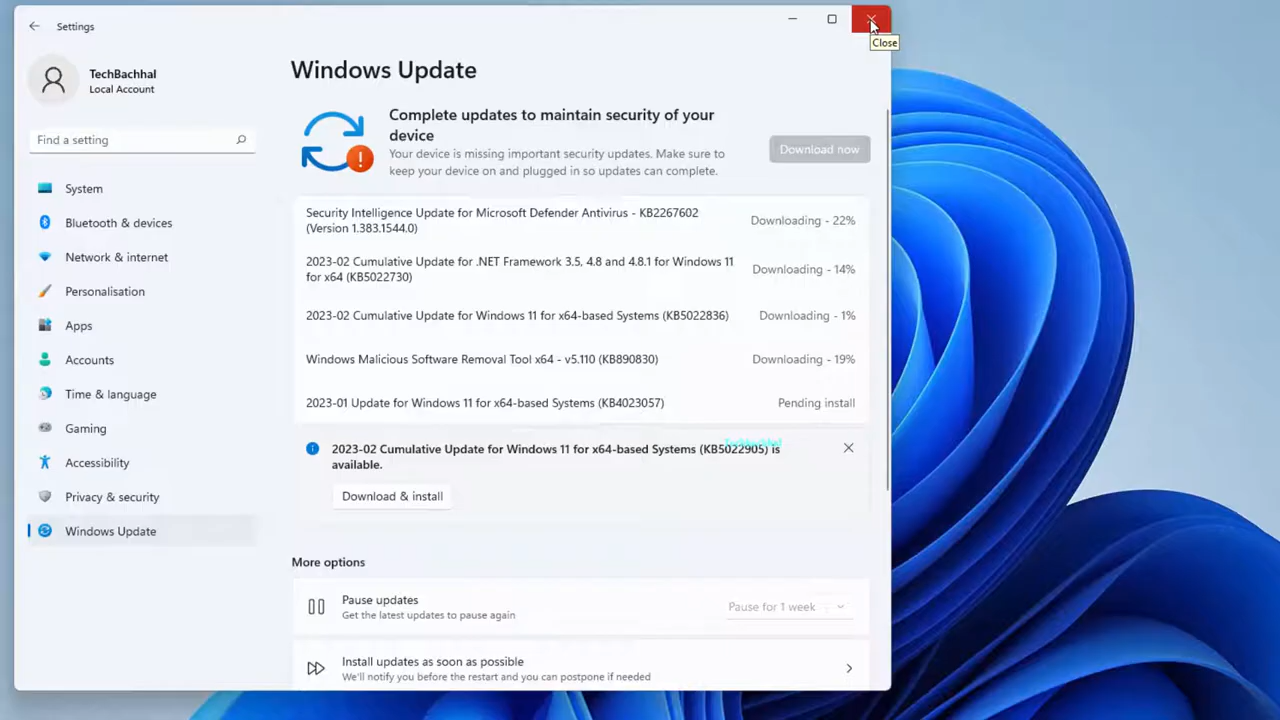 Settings
Close
TechBachhal
Local Account
Find a setting
System
Bluetooth & devices
Network & internet
Personalisation
Apps
Accounts
Time & language
Gaming
Accessibility
Privacy & security
Windows Update
Windows Update
Complete updates to maintain security of your
device
Your device is missing important security updates. Make sure to
keep your device on and plugged in so updates can complete.
Download now
Security Intelligence Update for Microsoft Defender Antivirus - KB2267602
(Version 1.383.1544.0)
Downloading - 22%
2023-02 Cumulative Update for .NET Framework 3.5, 4.8 and 4.8.1 for Windows 11
for x64 (KB5022730)
Downloading - 14%
2023-02 Cumulative Update for Windows 11 for x64-based Systems (KB5022836)
Downloading - 1%
Windows Malicious Software Removal Tool x64 - v5.110 (KB890830)
Downloading - 19%
2023-01 Update for Windows 11 for x64-based Systems (KB4023057)
Pending install
TechBachhal
2023-02 Cumulative Update for Windows 11 for x64-based Systems (KB5022905) is
available.
Download & install
More options
Pause updates
Get the latest updates to pause again
Pause for 1 week
Install updates as soon as possible
We'll notify you before the restart and you can postpone if needed